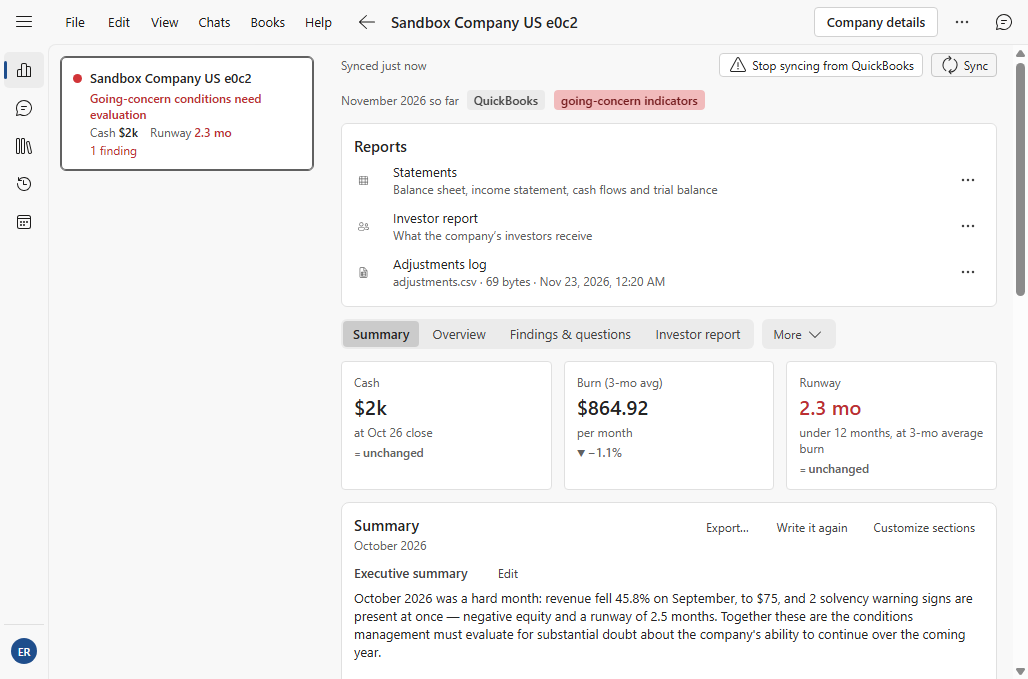 File Edit View Chats Books Help Sandbox Company US e0c2 Company details
Sandbox Company US e0c2
Going-concern conditions need
evaluation
Cash $2k Runway 2.3 mo
1 finding
Synced just now Stop syncing from QuickBooks Sync
November 2026 so far QuickBooks going-concern indicators
Reports
Statements
Balance sheet, income statement, cash flows and trial balance
Investor report
What the company's investors receive
Adjustments log
adjustments.csv · 69 bytes · Nov 23, 2026, 12:20 AM
Summary Overview Findings & questions Investor report More
Cash
$2k
at Oct 26 close
= unchanged
Burn (3-mo avg)
$864.92
per month
▼ −1.1%
Runway
2.3 mo
under 12 months, at 3-mo average
burn
= unchanged
Summary Export... Write it again Customize sections
October 2026
Executive summary Edit
October 2026 was a hard month: revenue fell 45.8% on September, to $75, and 2 solvency warning signs are
present at once — negative equity and a runway of 2.5 months. Together these are the conditions
management must evaluate for substantial doubt about the company's ability to continue over the coming
year.
ER